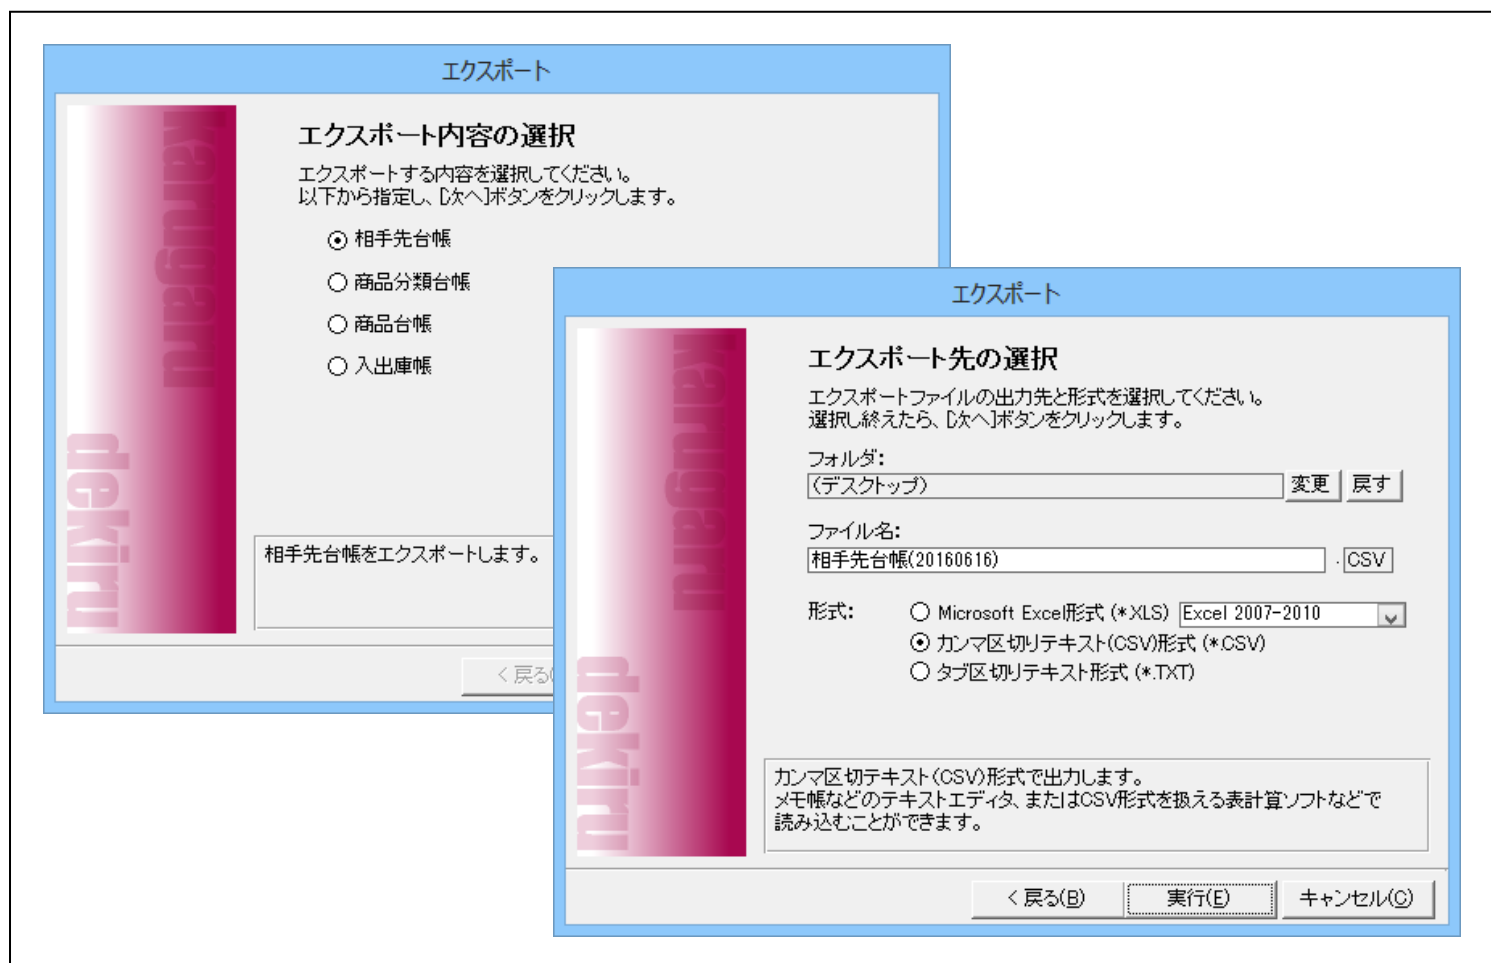 エクスポート
karugaru
dekiru
エクスポート内容の選択
エクスポートする内容を選択してください。
以下から指定し、[次へ]ボタンをクリックします。
相手先台帳
商品分類台帳
商品台帳
入出庫帳
相手先台帳をエクスポートします。
< 戻る(
エクスポート
karugaru
dekiru
エクスポート先の選択
エクスポートファイルの出力先と形式を選択してください。
選択し終えたら、[次へ]ボタンをクリックします。
フォルダ:
(デスクトップ) 変更 戻す
ファイル名:
相手先台帳(20160616) . CSV
形式: Microsoft Excel形式 (*.XLS) Excel 2007-2010
カンマ区切りテキスト(CSV)形式 (*.CSV)
タブ区切りテキスト形式 (*.TXT)
カンマ区切テキスト(CSV)形式で出力します。
メモ帳などのテキストエディタ、またはCSV形式を扱える表計算ソフトなどで
読み込むことができます。
< 戻る(B) 実行(E) キャンセル(C)